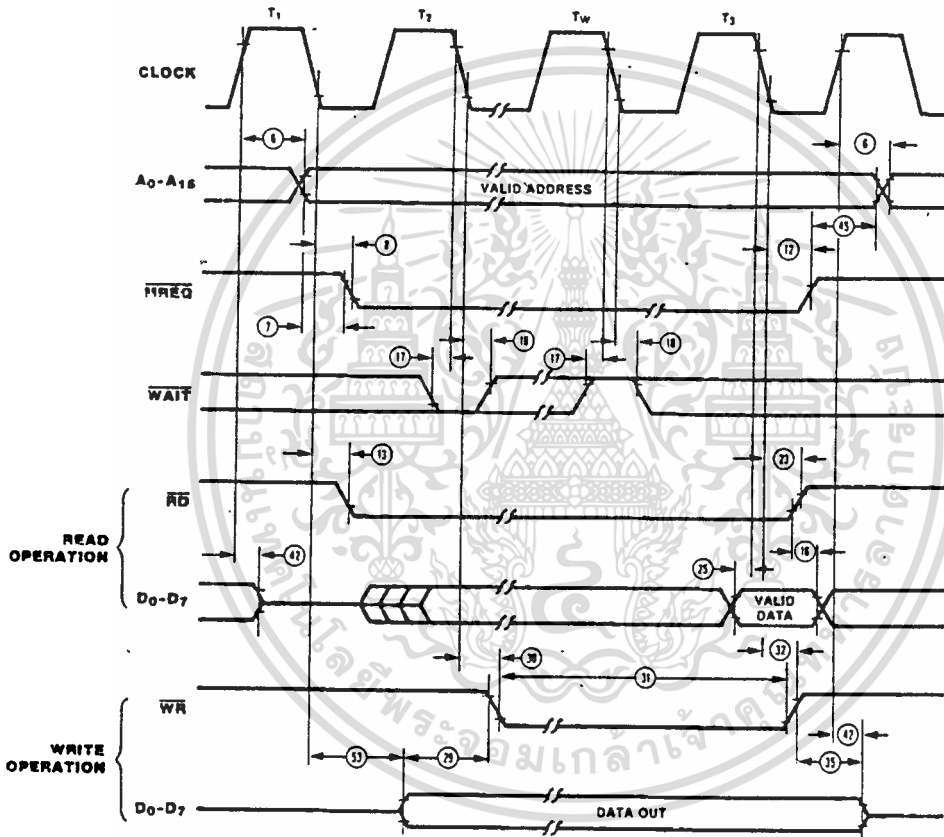 T1 T2 TW T3
CLOCK
6 6
A0-A15 VALID ADDRESS
8 12 45
MREQ
7
17 18 17 18
WAIT
13 23
RD
READ OPERATION
42 25 16
D0-D7 VALID DATA
30 31 32
WR
WRITE OPERATION
53 29 42 35
D0-D7 DATA OUT